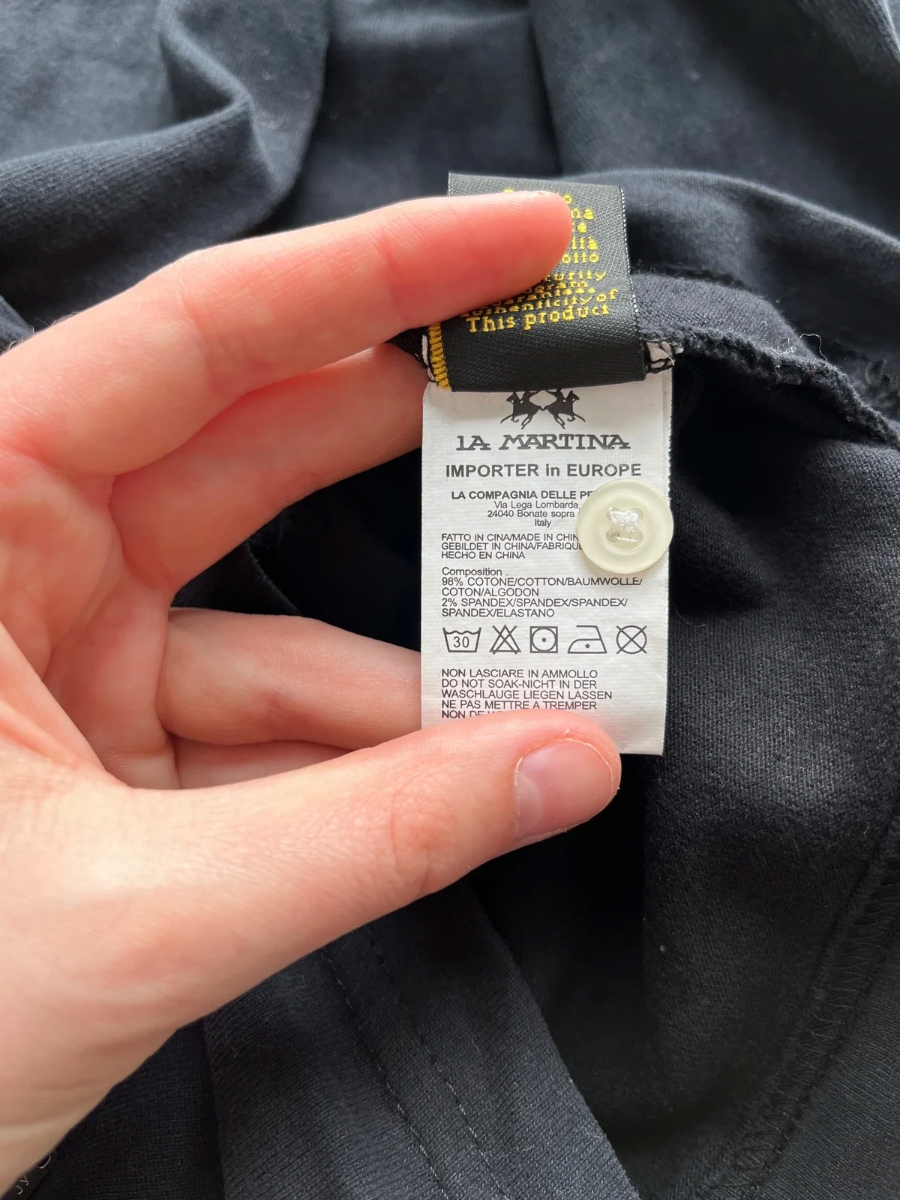 curity
authenticity of
This product
LA MARTINA
IMPORTER in EUROPE
LA COMPAGNIA DELLE
Via Lega Lombarda,
24040 Bonate sopra
Italy
FATTO IN CINA/MADE IN
GEBILDET IN CHINA/
HECHO EN CHINA
Composition :
98% COTONE/COTTON/BAUMWOLLE/
COTON/ALGODON
2% SPANDEX/SPANDEX/SPANDEX/
SPANDEX/ELASTANO
30
NON LASCIARE IN AMMOLLO
DO NOT SOAK-NICHT IN DER
WASCHLAUGE LIEGEN LASSEN
NE PAS METTRE A TREMPER